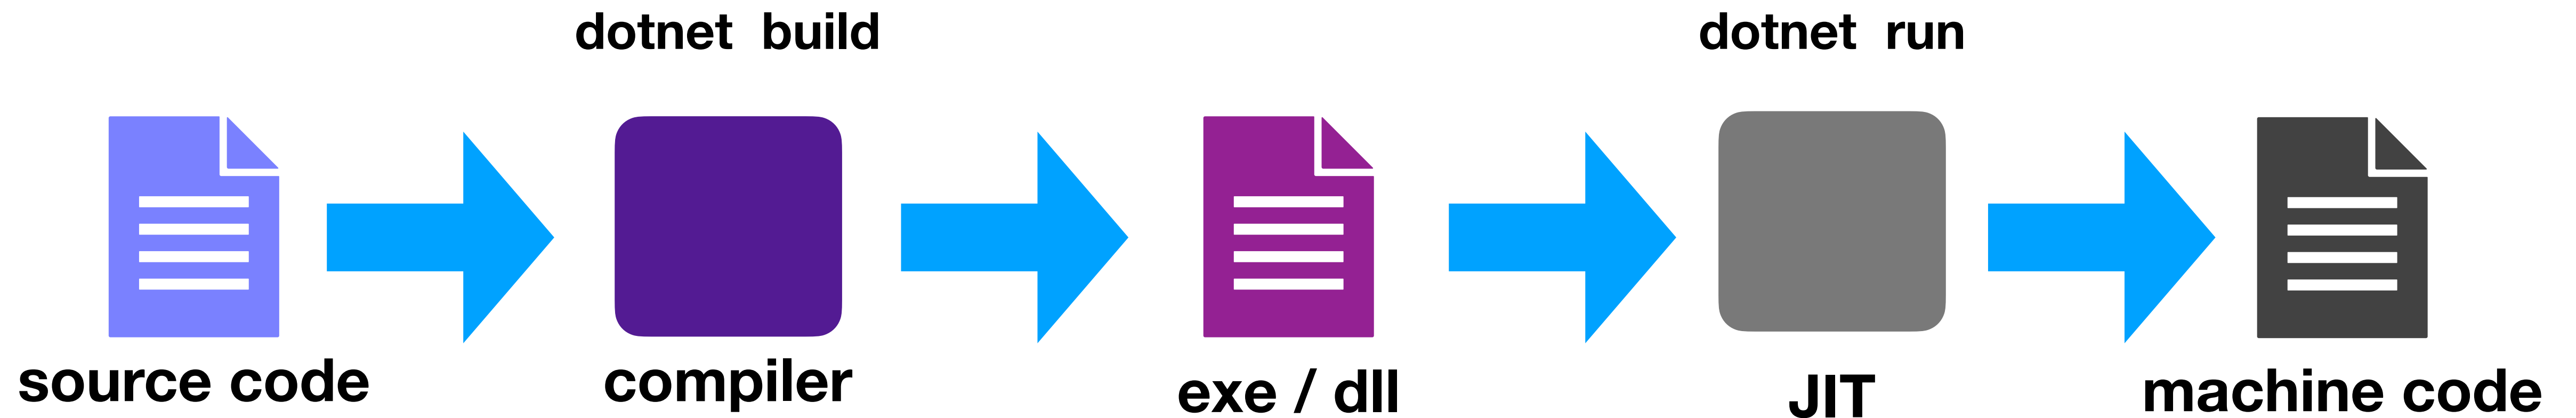 dotnet build
dotnet run
source code
compiler
exe / dll
JIT
machine code